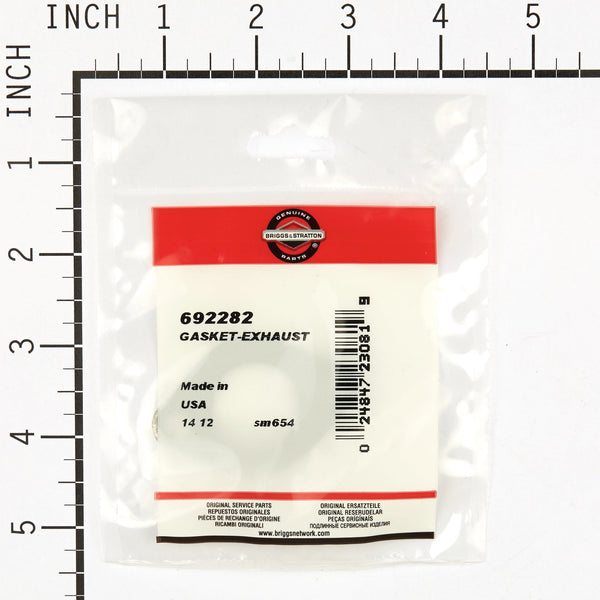 INCH 1 2 3 4 5
INCH
1
2
3
4
5
GENUINE
BRIGGS & STRATTON
®
PARTS
692282
GASKET-EXHAUST
Made in
USA
14 12 sm654
0 24847 23081 9
ORIGINAL SERVICE PARTS
REPUESTOS ORIGINALES
PIÈCES DE RECHANGE D'ORIGINE
RICAMBI ORIGINALI
ORIGINAL ERSATZTEILE
ORIGINAL RESERUDELAR
PEÇAS ORIGINAIS
ПОДЛИННЫЕ СЕРВИСНЫЕ ИЗДЕЛИЯ
www.briggsnetwork.com